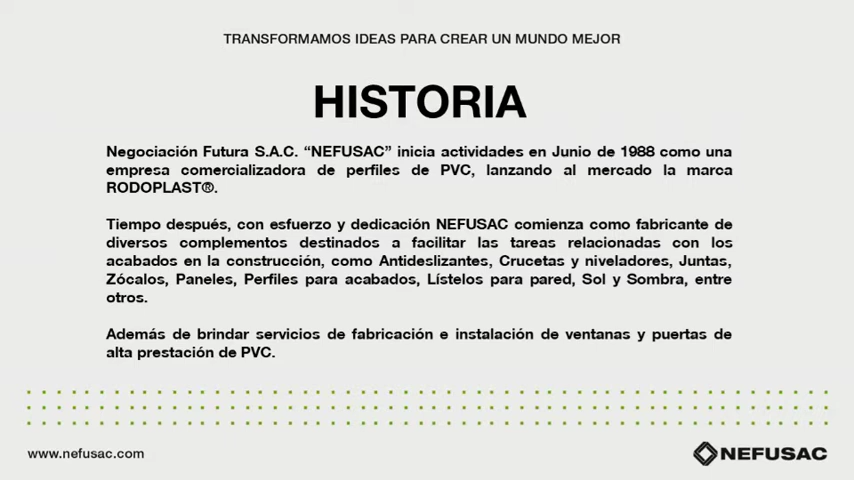 TRANSFORMAMOS IDEAS PARA CREAR UN MUNDO MEJOR
HISTORIA
Negociación Futura S.A.C. “NEFUSAC” inicia actividades en Junio de 1988 como una
empresa comercializadora de perfiles de PVC, lanzando al mercado la marca
RODOPLAST®.
Tiempo después, con esfuerzo y dedicación NEFUSAC comienza como fabricante de
diversos complementos destinados a facilitar las tareas relacionadas con los
acabados en la construcción, como Antideslizantes, Crucetas y niveladores, Juntas,
Zócalos, Paneles, Perfiles para acabados, Lístelos para pared, Sol y Sombra, entre
otros.
Además de brindar servicios de fabricación e instalación de ventanas y puertas de
alta prestación de PVC.
www.nefusac.com
NEFUSAC